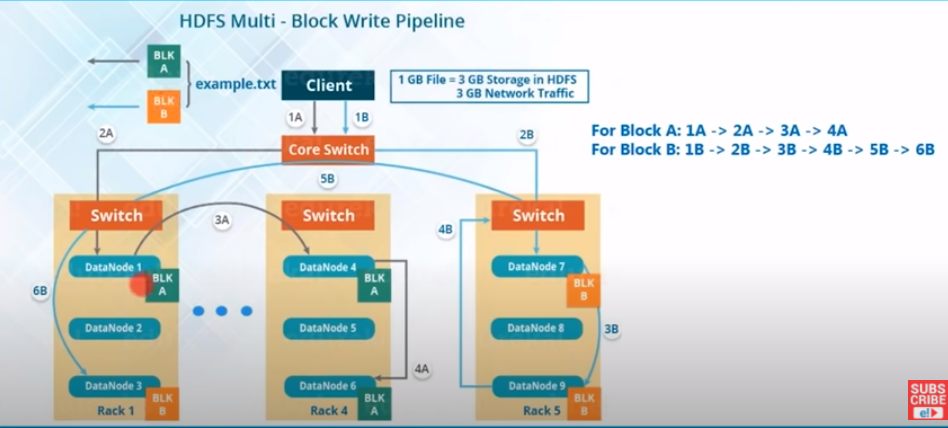 HDFS Multi - Block Write Pipeline
BLK
A
example.txt
BLK
B
Client
1 GB File = 3 GB Storage in HDFS
3 GB Network Traffic
1A
1B
2A
Core Switch
2B
For Block A: 1A -> 2A -> 3A -> 4A
For Block B: 1B -> 2B -> 3B -> 4B -> 5B -> 6B
5B
Switch
3A
Switch
4B
Switch
DataNode 1
BLK
A
DataNode 4
BLK
A
DataNode 7
BLK
B
6B
DataNode 2
DataNode 5
DataNode 8
3B
4A
DataNode 3
BLK
B
DataNode 6
BLK
A
DataNode 9
BLK
B
Rack 1
Rack 4
Rack 5
SUBS
CRIBE
e!